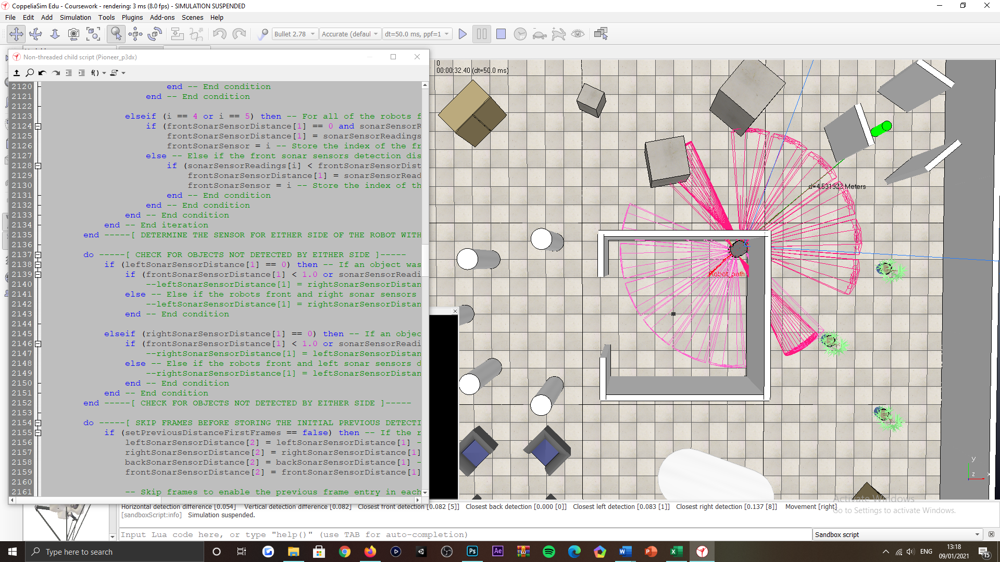 CoppeliaSim Edu - Coursework - rendering: 3 ms (8.0 fps) - SIMULATION SUSPENDED
File Edit Add Simulation Tools Plugins Add-ons Scenes Help
Bullet 2.78 Accurate (defaul dt=50.0 ms, ppf=1
Non-threaded child script (Pioneer_p3dx)
f()
2120 end -- End condition
2121 end -- End condition
2122
2123 elseif (i == 4 or i == 5) then -- For all of the robots f
2124 if (frontSonarSensorDistance[1] == 0 and sonarSensorR
2125 frontSonarSensorDistance[1] = sonarSensorReadings
2126 frontSonarSensor = i -- Store the index of the fr
2127 else -- Else if the front sonar sensors detection dis
2128 if (sonarSensorReadings[i] < frontSonarSensorDist
2129 frontSonarSensorDistance[1] = sonarSensorRead
2130 frontSonarSensor = i -- Store the index of th
2131 end -- End condition
2132 end -- End condition
2133 end -- End condition
2134 end -- End iteration
2135 end -----[ DETERMINE THE SENSOR FOR EITHER SIDE OF THE ROBOT WITH
2136
2137 do -----[ CHECK FOR OBJECTS NOT DETECTED BY EITHER SIDE ]-----
2138 if (leftSonarSensorDistance[1] == 0) then -- If an object was
2139 if (frontSonarSensorDistance[1] < 1.0 or sonarSensorReadi
2140 --leftSonarSensorDistance[1] = rightSonarSensorDistan
2141 else -- Else if the robots front and right sonar sensors
2142 --leftSonarSensorDistance[1] = rightSonarSensorDistan
2143 end -- End condition
2144
2145 elseif (rightSonarSensorDistance[1] == 0) then -- If an objec
2146 if (frontSonarSensorDistance[1] < 1.0 or sonarSensorReadi
2147 --rightSonarSensorDistance[1] = leftSonarSensorDistan
2148 else -- Else if the robots front and left sonar sensors d
2149 --rightSonarSensorDistance[1] = leftSonarSensorDistan
2150 end -- End condition
2151 end -- End condition
2152 end -----[ CHECK FOR OBJECTS NOT DETECTED BY EITHER SIDE ]-----
2153
2154 do -----[ SKIP FRAMES BEFORE STORING THE INITIAL PREVIOUS DETECTI
2155 if (setPreviousDistanceFirstFrames == false) then -- If the r
2156 leftSonarSensorDistance[2] = leftSonarSensorDistance[1] -
2157 rightSonarSensorDistance[2] = rightSonarSensorDistance[1]
2158 backSonarSensorDistance[2] = backSonarSensorDistance[1] -
2159 frontSonarSensorDistance[2] = frontSonarSensorDistance[1]
2160
2161 -- Skip frames to enable the previous frame entry in each
0
00:00:32.40 (dt=50.0 ms)
Robot_path
y
z
x
Horizontal detection difference [0.054] Vertical detection difference [0.082] Closest front detection [0.082 [5]] Closest back detection [0.000 [0]] Closest left detection [0.083 [1]] Closest right detection [0.137 [8]] Movement [right]
[sandboxScript:info] Simulation suspended.
Activate Windows
Go to Settings to activate Windows.
Input Lua code here, or type "help()" (use TAB for auto-completion)
Sandbox script
Type here to search
Ps
Ae
ENG
13:18
09/01/2021
15